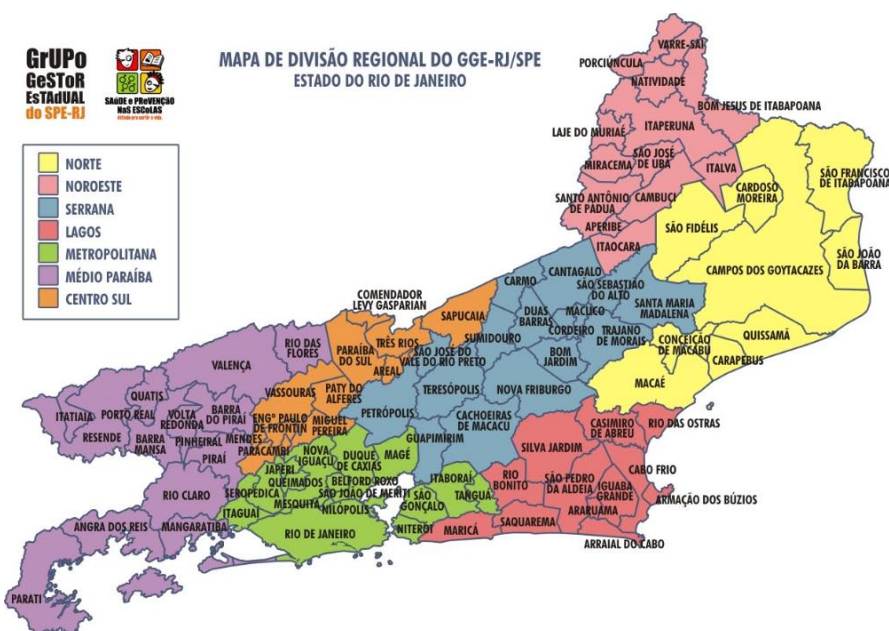 GrUPo
GeSToR
EsTAdUAL
do SPE-RJ
SAúDE e PReVENÇÃO
NaS ESCoLAS
MAPA DE DIVISÃO REGIONAL DO GGE-RJ/SPE
ESTADO DO RIO DE JANEIRO
NORTE
NOROESTE
SERRANA
LAGOS
METROPOLITANA
MÉDIO PARAÍBA
CENTRO SUL
VARRE-SAI
PORCIÚNCULA
NATIVIDADE
BOM JESUS DE ITABAPOANA
LAJE DO MURIAÉ
ITAPERUNA
MIRACEMA
SÃO JOSÉ
DE UBÁ
ITALVA
SANTO ANTÔNIO
DE PÁDUA
CAMBUCI
APERIBE
ITAOCARA
SÃO FRANCISCO
DE ITABAPOANA
CARDOSO
MOREIRA
SÃO FIDÉLIS
SÃO JOÃO
DA BARRA
CAMPOS DOS GOYTACAZES
QUISSAMÃ
CONCEIÇÃO
DE MACABU
CARAPEBUS
MACAÉ
CARMO
CANTAGALO
SÃO SEBASTIÃO
DO ALTO
SANTA MARIA
MADALENA
MACUCO
DUAS
BARRAS
CORDEIRO
TRAJANO
DE MORAIS
SUMIDOURO
BOM
JARDIM
SÃO JOSÉ DO
VALE DO RIO PRETO
TERESÓPOLIS
NOVA FRIBURGO
PETRÓPOLIS
CACHOEIRAS
DE MACACU
GUAPIMIRIM
COMENDADOR
LEVY GASPARIAN
SAPUCAIA
TRÊS RIOS
PARAÍBA
DO SUL
AREAL
VASSOURAS
PATY DO
ALFERES
ENGº PAULO
DE FRONTIN
MIGUEL
PEREIRA
MENDES
PARACAMBI
RIO DAS
FLORES
VALENÇA
QUATIS
ITATIAIA
PORTO REAL
VOLTA
REDONDA
BARRA
DO PIRAÍ
RESENDE
BARRA
MANSA
PINHEIRAL
PIRAÍ
RIO CLARO
ANGRA DOS REIS
MANGARATIBA
PARATI
NOVA
IGUAÇU
DUQUE
DE CAXIAS
MAGÉ
JAPERI
QUEIMADOS
BELFORD ROXO
SEROPÉDICA
SÃO JOÃO DE MERITI
MESQUITA
NILÓPOLIS
ITAGUAÍ
RIO DE JANEIRO
ITABORAÍ
SÃO
GONÇALO
TANGUÁ
NITEROI
CASIMIRO
DE ABREU
RIO DAS OSTRAS
SILVA JARDIM
RIO
BONITO
SÃO PEDRO
DA ALDEIA
CABO FRIO
IGUABA
GRANDE
ARMAÇÃO DOS BÚZIOS
ARARUAMA
SAQUAREMA
MARICÁ
ARRAIAL DO CABO